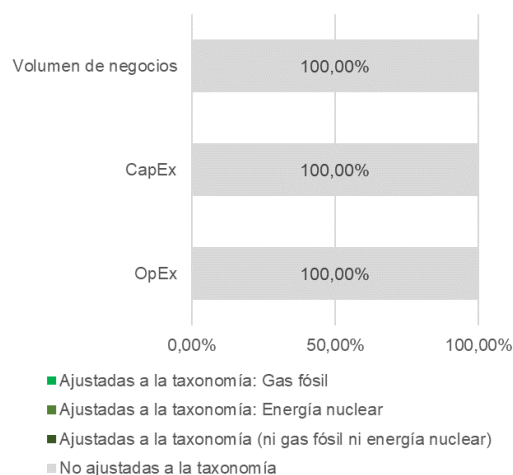 Volumen de negocios
100,00%
CapEx
100,00%
OpEx
100,00%
0,00%
50,00%
100,00%
Ajustadas a la taxonomía: Gas fósil
Ajustadas a la taxonomía: Energía nuclear
Ajustadas a la taxonomía (ni gas fósil ni energía nuclear)
No ajustadas a la taxonomía